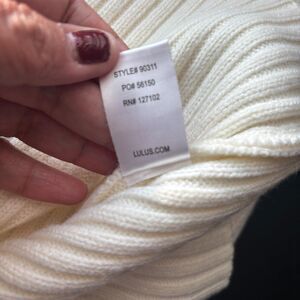 STYLE# 90311
PO# 56150
RN# 127102
LULUS.COM